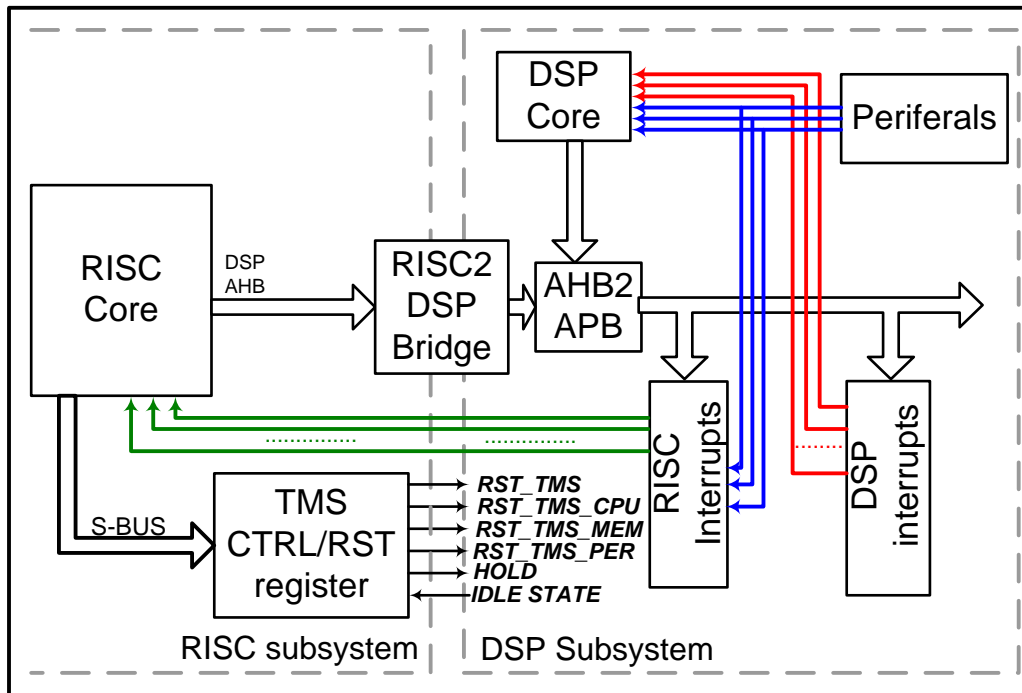 DSP
Core
Periferals
RISC
Core
DSP
AHB
RISC2
DSP
Bridge
AHB2
APB
RISC
Interrupts
DSP
interrupts
S-BUS
TMS
CTRL/RST
register
RST_TMS
RST_TMS_CPU
RST_TMS_MEM
RST_TMS_PER
HOLD
IDLE STATE
RISC subsystem
DSP Subsystem